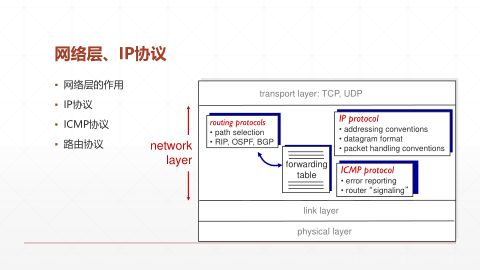 网络层、IP协议
▪ 网络层的作用
▪ IP协议
▪ ICMP协议
▪ 路由协议
network
layer
transport layer: TCP, UDP
routing protocols
• path selection
• RIP, OSPF, BGP
forwarding
table
IP protocol
• addressing conventions
• datagram format
• packet handling conventions
ICMP protocol
• error reporting
• router “signaling”
link layer
physical layer